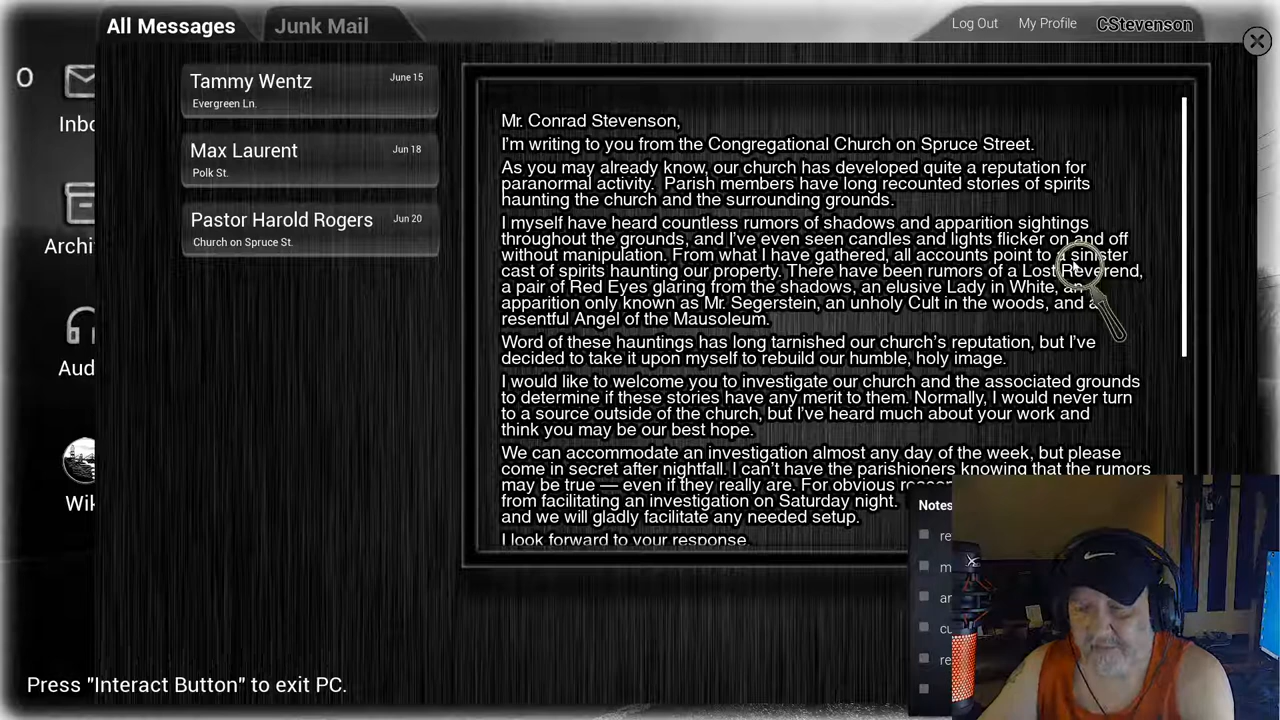 All Messages
Junk Mail
Log Out
My Profile
CStevenson
O
Inbo
Archi
Aud
Wik
Tammy Wentz
June 15
Evergreen Ln.
Max Laurent
Jun 18
Polk St.
Pastor Harold Rogers
Jun 20
Church on Spruce St.
Mr. Conrad Stevenson,
I'm writing to you from the Congregational Church on Spruce Street.
As you may already know, our church has developed quite a reputation for
paranormal activity.  Parish members have long recounted stories of spirits
haunting the church and the surrounding grounds.
I myself have heard countless rumors of shadows and apparition sightings
throughout the grounds, and I've even seen candles and lights flicker on and off
without manipulation. From what I have gathered, all accounts point to a sinister
cast of spirits haunting our property. There have been rumors of a Lost Reverend,
a pair of Red Eyes glaring from the shadows, an elusive Lady in White, an
apparition only known as Mr. Segerstein, an unholy Cult in the woods, and a
resentful Angel of the Mausoleum.
Word of these hauntings has long tarnished our church's reputation, but I've
decided to take it upon myself to rebuild our humble, holy image.
I would like to welcome you to investigate our church and the associated grounds
to determine if these stories have any merit to them. Normally, I would never turn
to a source outside of the church, but I've heard much about your work and
think you may be our best hope.
We can accommodate an investigation almost any day of the week, but please
come in secret after nightfall. I can't have the parishioners knowing that the rumors
may be true — even if they really are. For obvious
from facilitating an investigation on Saturday night.
and we will gladly facilitate any needed setup.
I look forward to your response.
Notes
re
m
ar
cu
re
Press "Interact Button" to exit PC.